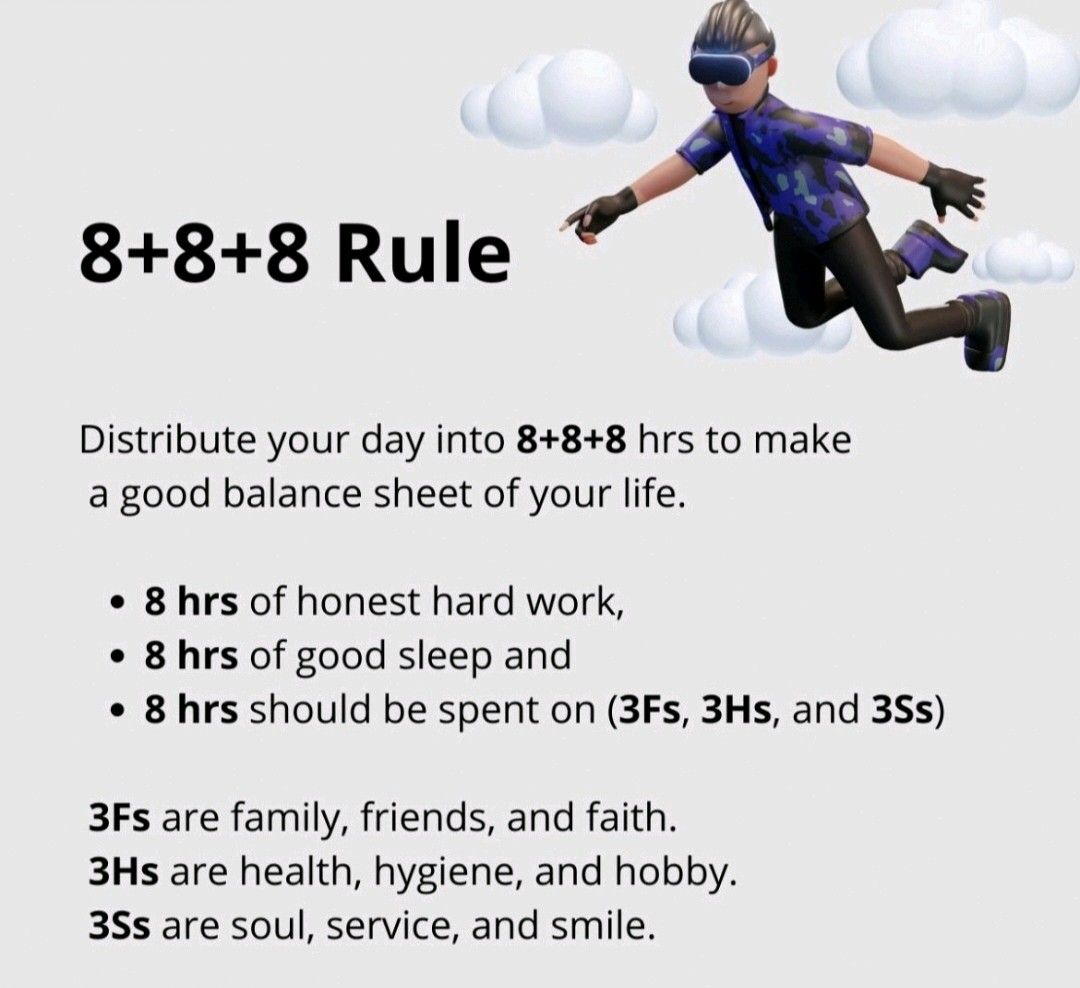 8+8+8 Rule
Distribute your day into 8+8+8 hrs to make
a good balance sheet of your life.
• 8 hrs of honest hard work,
• 8 hrs of good sleep and
• 8 hrs should be spent on (3Fs, 3Hs, and 3Ss)
3Fs are family, friends, and faith.
3Hs are health, hygiene, and hobby.
3Ss are soul, service, and smile.